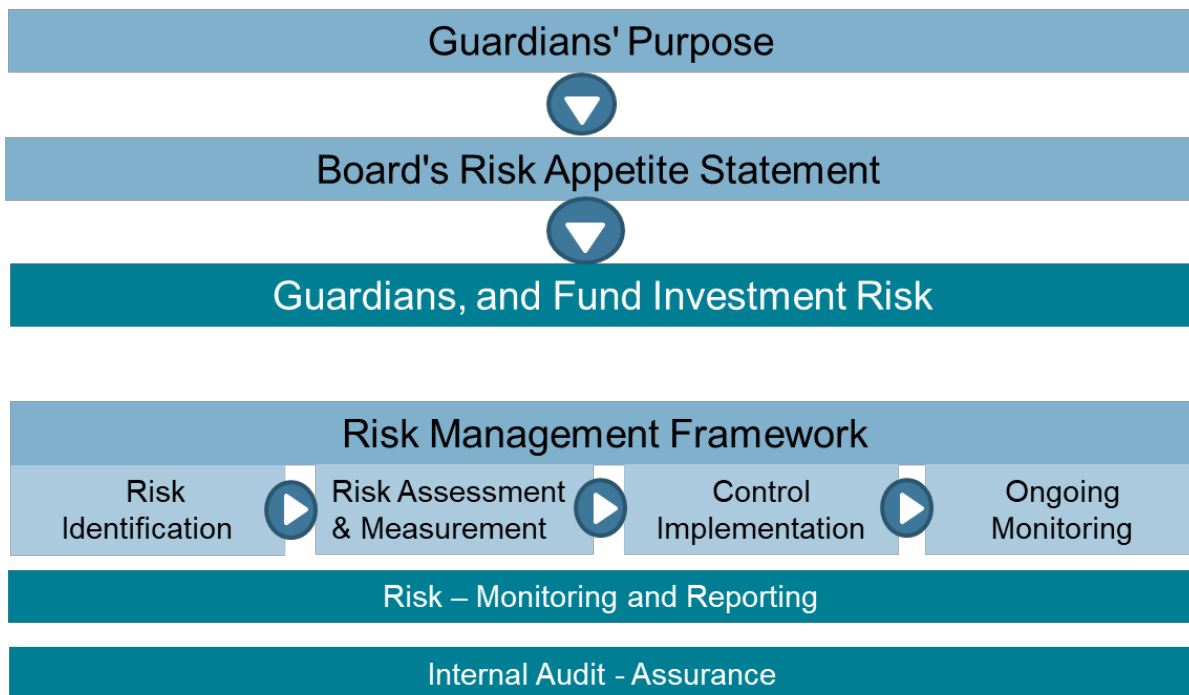 Guardians' Purpose
Board's Risk Appetite Statement
Guardians, and Fund Investment Risk
Risk Management Framework
Risk
Identification
Risk Assessment
& Measurement
Control
Implementation
Ongoing
Monitoring
Risk – Monitoring and Reporting
Internal Audit - Assurance